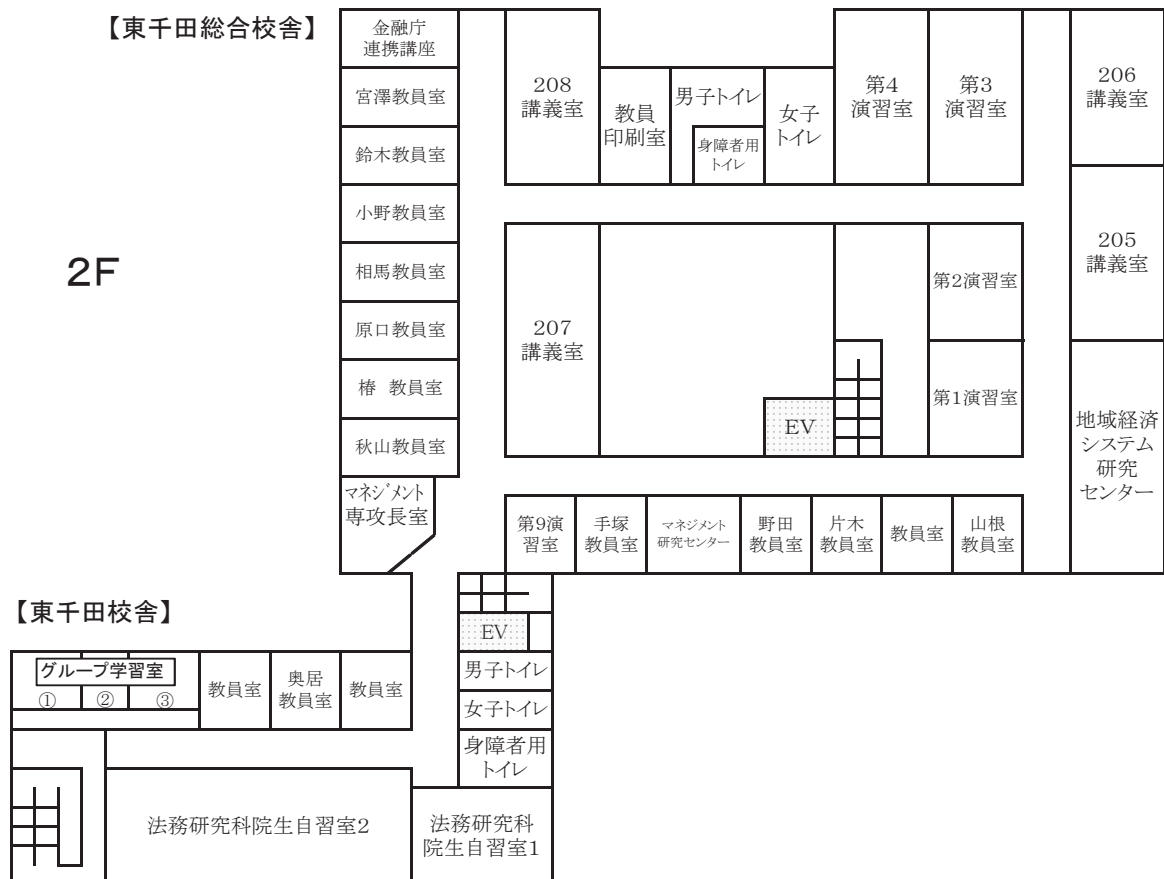 【東千田総合校舎】
金融庁
連携講座
宮澤教員室
鈴木教員室
小野教員室
相馬教員室
原口教員室
椿 教員室
秋山教員室
マネジメント
専攻長室
208
講義室
教員
印刷室
男子トイレ
身障者用
トイレ
女子
トイレ
第4
演習室
第3
演習室
206
講義室
205
講義室
2F
207
講義室
EV
第2演習室
第1演習室
地域経済
システム
研究
センター
第9演
習室
手塚
教員室
マネジメント
研究センター
野田
教員室
片木
教員室
教員室
山根
教員室
【東千田校舎】
グループ学習室
①
②
③
教員室
奥居
教員室
教員室
EV
男子トイレ
女子トイレ
身障者用
トイレ
法務研究科院生自習室2
法務研究科
院生自習室1